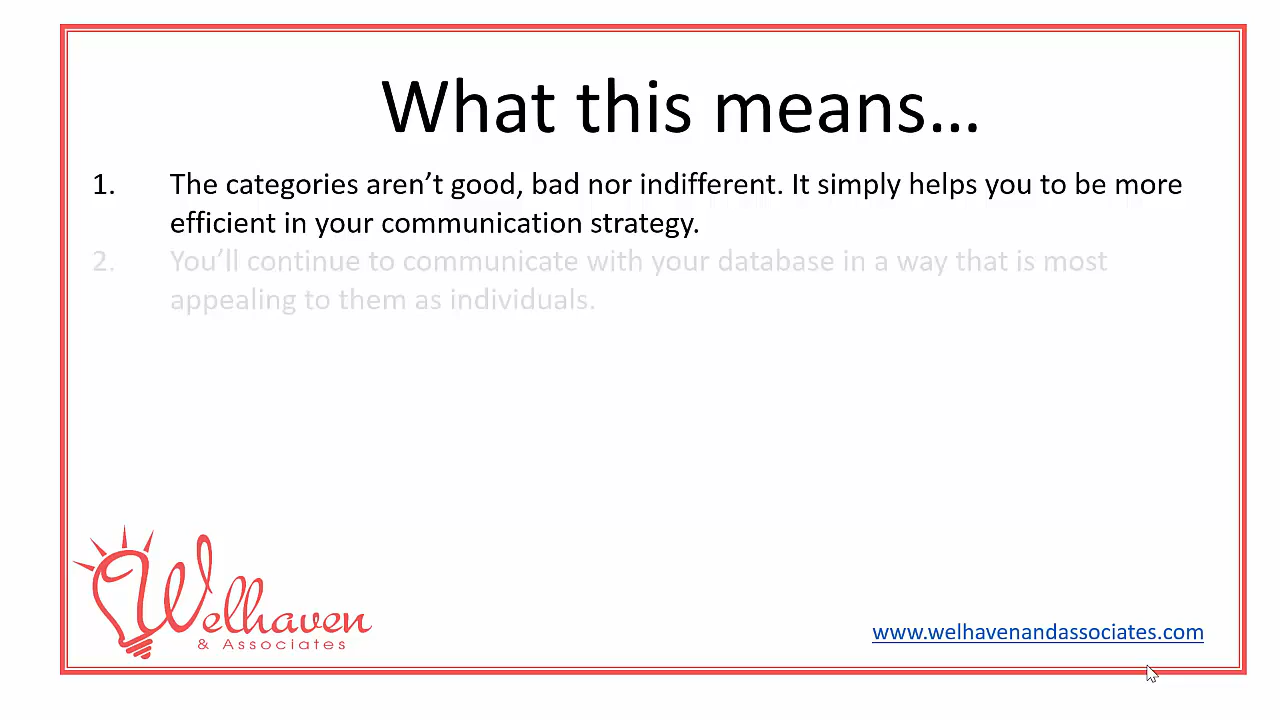 What this means...
1. The categories aren’t good, bad nor indifferent. It simply helps you to be more
efficient in your communication strategy.
2. You’ll continue to communicate with your database in a way that is most
appealing to them as individuals.
Welhaven
& Associates
www.welhavenandassociates.com